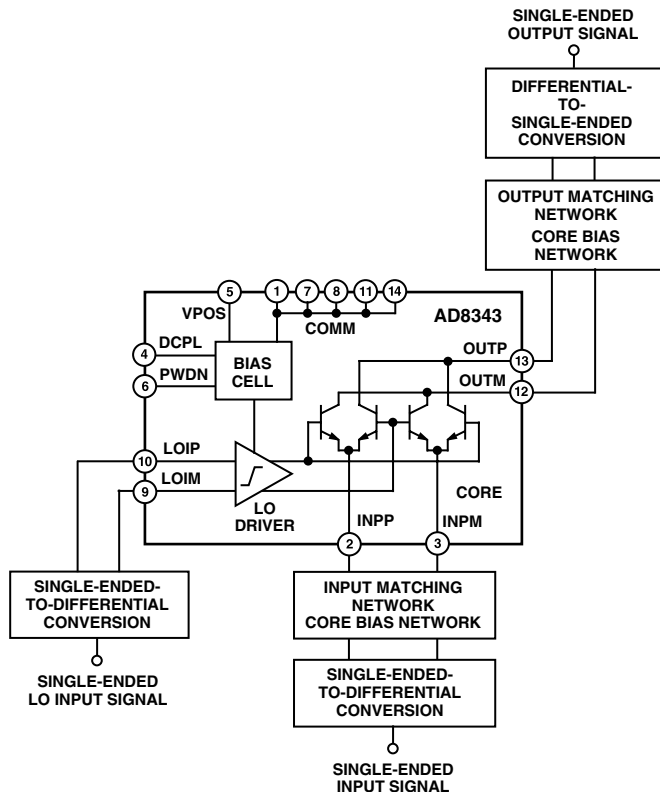 SINGLE-ENDED
OUTPUT SIGNAL
DIFFERENTIAL-
TO-
SINGLE-ENDED
CONVERSION
OUTPUT MATCHING
NETWORK
CORE BIAS
NETWORK
5
1
7
8
11
14
VPOS
COMM
AD8343
4
DCPL
6
PWDN
BIAS
CELL
OUTP
13
OUTM
12
10
LOIP
9
LOIM
LO
DRIVER
CORE
INPP
INPM
2
3
SINGLE-ENDED-
TO-DIFFERENTIAL
CONVERSION
SINGLE-ENDED
LO INPUT SIGNAL
INPUT MATCHING
NETWORK
CORE BIAS NETWORK
SINGLE-ENDED-
TO-DIFFERENTIAL
CONVERSION
SINGLE-ENDED
INPUT SIGNAL